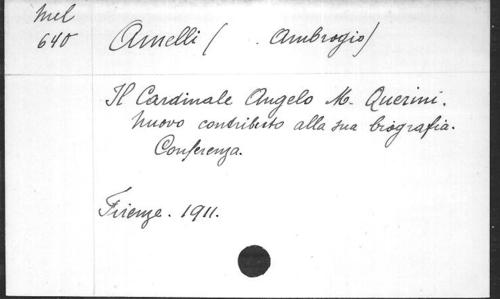 Mel
640
Amelli ( . Ambrogio)
Il Cardinale Angelo M. Querini.
Nuovo contributo alla sua biografia.
Conferenza.
Firenze. 1911.